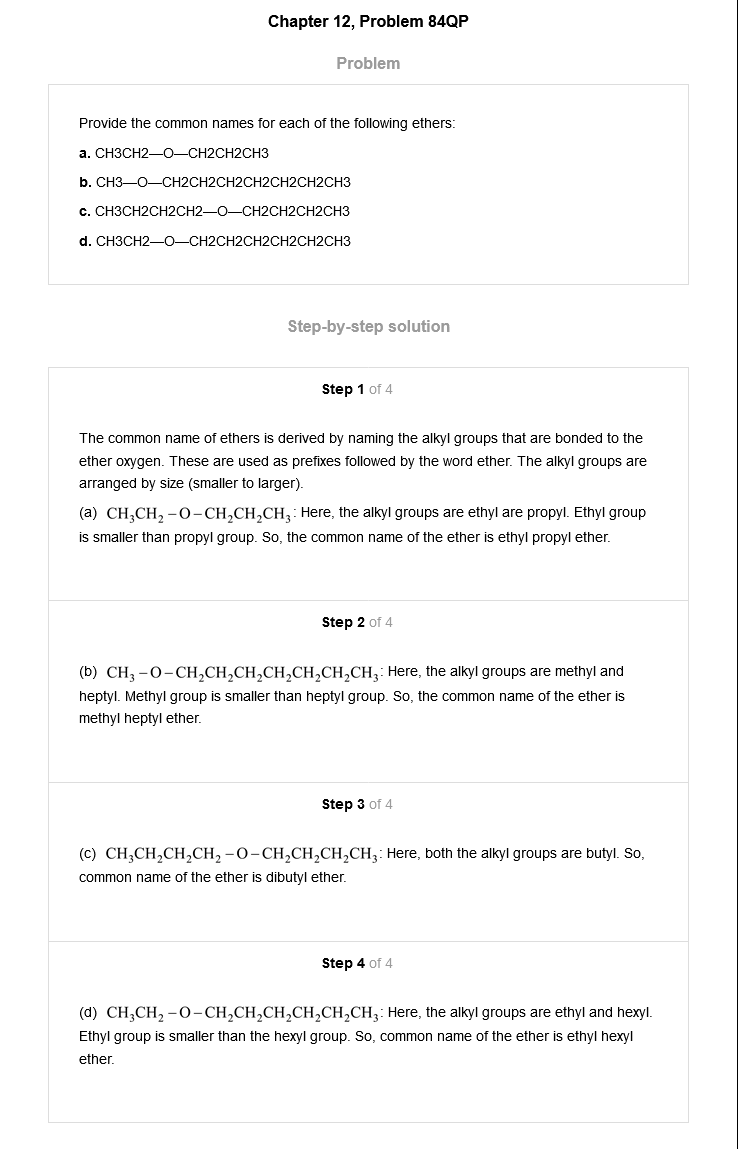 Chapter 12, Problem 84QP
Problem
Provide the common names for each of the following ethers:
a. CH3CH2—O—CH2CH2CH3
b. CH3—O—CH2CH2CH2CH2CH2CH2CH3
c. CH3CH2CH2CH2—O—CH2CH2CH2CH3
d. CH3CH2—O—CH2CH2CH2CH2CH2CH3
Step-by-step solution
Step 1 of 4
The common name of ethers is derived by naming the alkyl groups that are bonded to the
ether oxygen. These are used as prefixes followed by the word ether. The alkyl groups are
arranged by size (smaller to larger).
(a) CH₃CH₂ – O – CH₂CH₂CH₃: Here, the alkyl groups are ethyl are propyl. Ethyl group
is smaller than propyl group. So, the common name of the ether is ethyl propyl ether.
Step 2 of 4
(b) CH₃ – O – CH₂CH₂CH₂CH₂CH₂CH₂CH₃: Here, the alkyl groups are methyl and
heptyl. Methyl group is smaller than heptyl group. So, the common name of the ether is
methyl heptyl ether.
Step 3 of 4
(c) CH₃CH₂CH₂CH₂ – O – CH₂CH₂CH₂CH₃: Here, both the alkyl groups are butyl. So,
common name of the ether is dibutyl ether.
Step 4 of 4
(d) CH₃CH₂ – O – CH₂CH₂CH₂CH₂CH₂CH₃: Here, the alkyl groups are ethyl and hexyl.
Ethyl group is smaller than the hexyl group. So, common name of the ether is ethyl hexyl
ether.